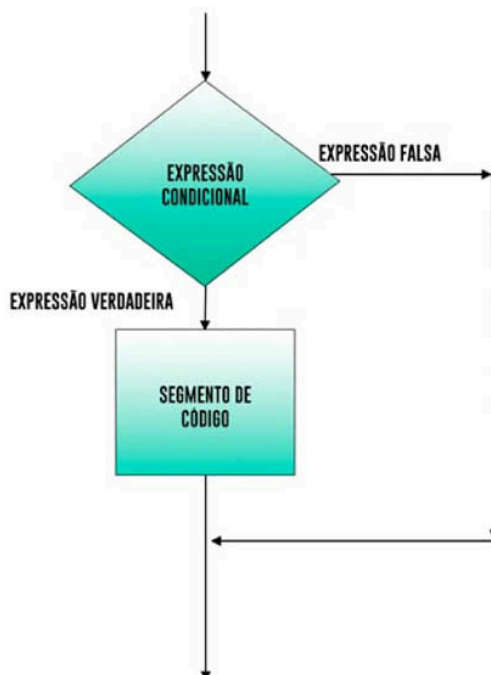 EXPRESSÃO
CONDICIONAL
EXPRESSÃO FALSA
EXPRESSÃO VERDADEIRA
SEGMENTO DE
CÓDIGO